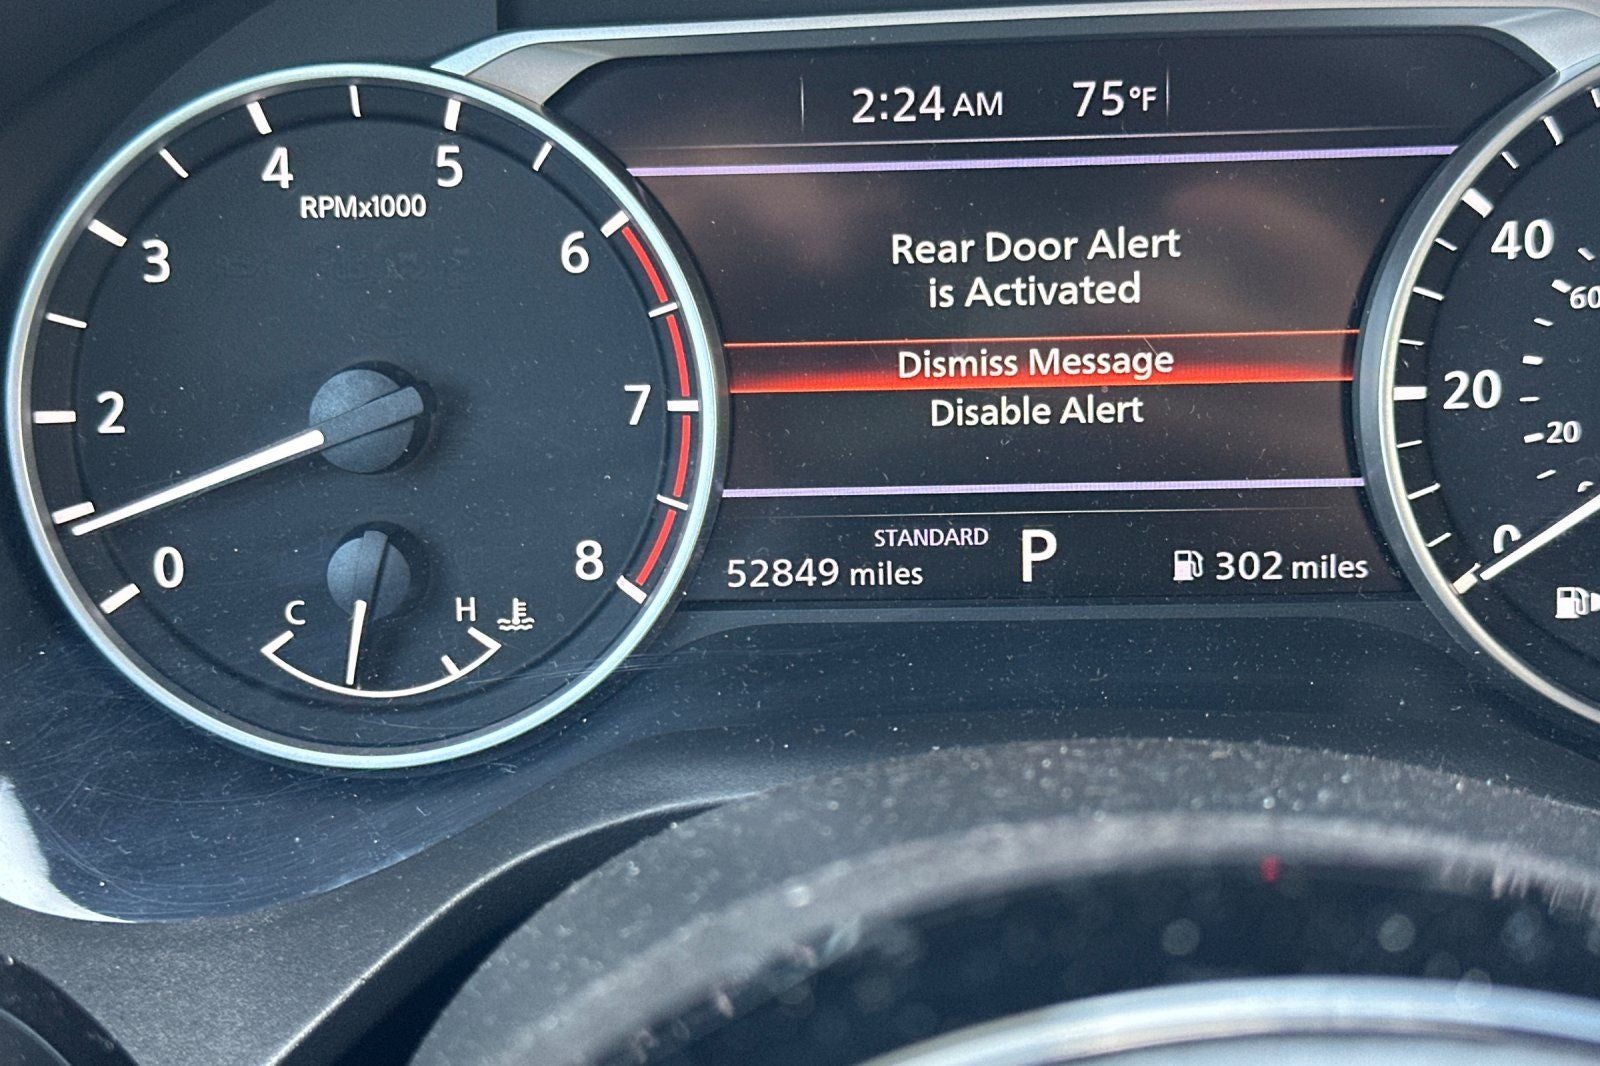 2:24 AM 75°F
4 5
RPMx1000
3 6
2 7
0 8
C H
Rear Door Alert
is Activated
Dismiss Message
Disable Alert
STANDARD
52849 miles P 302 miles
40
60
20
20
0